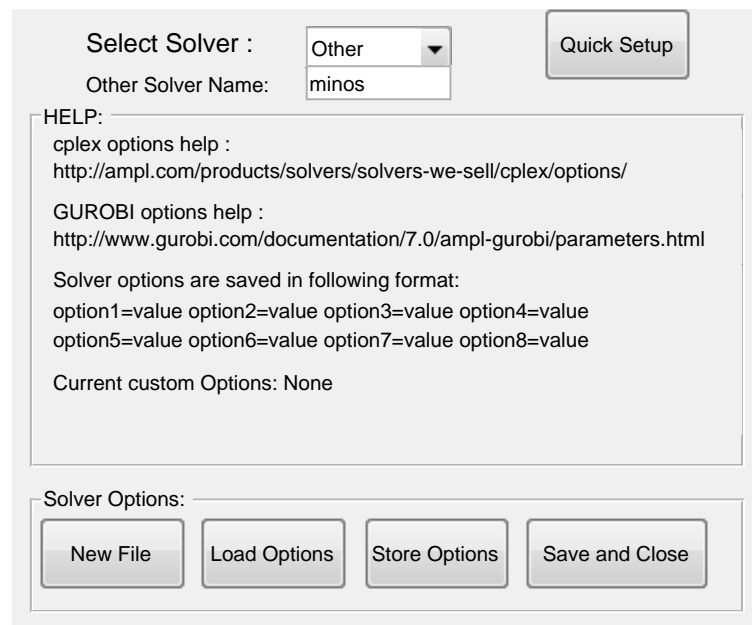 Select Solver :
Other
Quick Setup
Other Solver Name:
minos
HELP:
cplex options help :
http://ampl.com/products/solvers/solvers-we-sell/cplex/options/
GUROBI options help :
http://www.gurobi.com/documentation/7.0/ampl-gurobi/parameters.html
Solver options are saved in following format:
option1=value option2=value option3=value option4=value
option5=value option6=value option7=value option8=value
Current custom Options: None
Solver Options:
New File
Load Options
Store Options
Save and Close